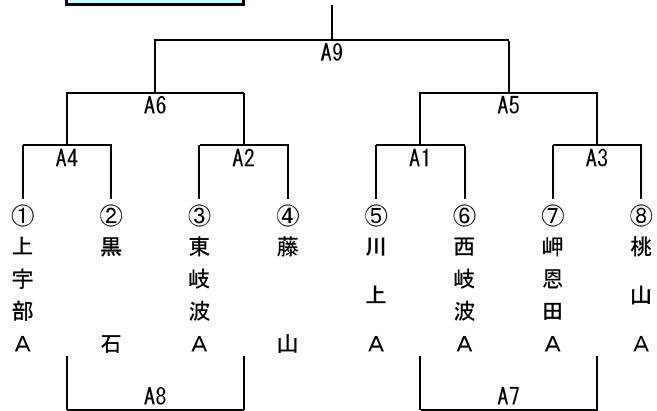 A9
A6 A5
A4 A2 A1 A3
① ② ③ ④ ⑤ ⑥ ⑦ ⑧
上宇部A
黒石
東岐波A
藤山
川上A
西岐波A
岬恩田A
桃山A
A8 A7